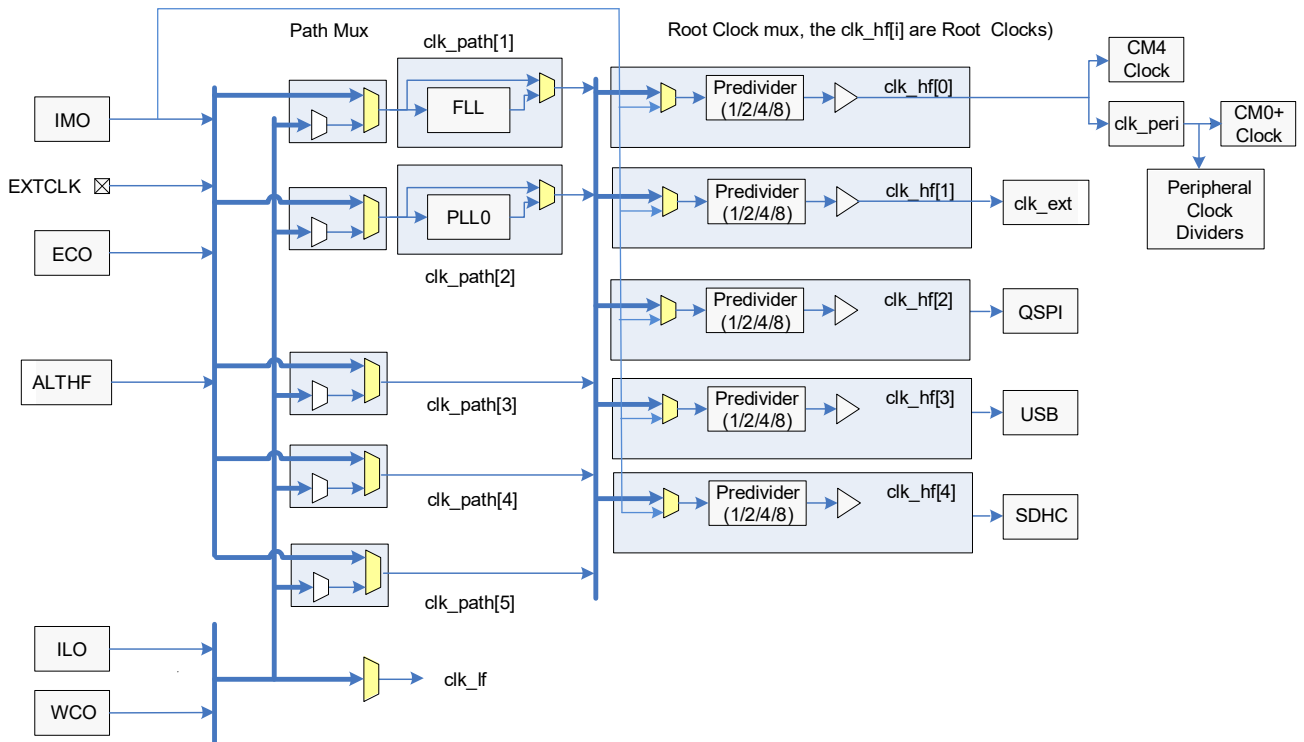 Path Mux
Root Clock mux, the clk_hf[i] are Root Clocks)
clk_path[1]
IMO
EXTCLK
ECO
ALTHF
ILO
WCO
FLL
PLL0
clk_path[2]
clk_path[3]
clk_path[4]
clk_path[5]
clk_lf
Predivider
(1/2/4/8)
clk_hf[0]
CM4
Clock
clk_peri
CM0+
Clock
Peripheral
Clock
Dividers
Predivider
(1/2/4/8)
clk_hf[1]
clk_ext
Predivider
(1/2/4/8)
clk_hf[2]
QSPI
Predivider
(1/2/4/8)
clk_hf[3]
USB
Predivider
(1/2/4/8)
clk_hf[4]
SDHC